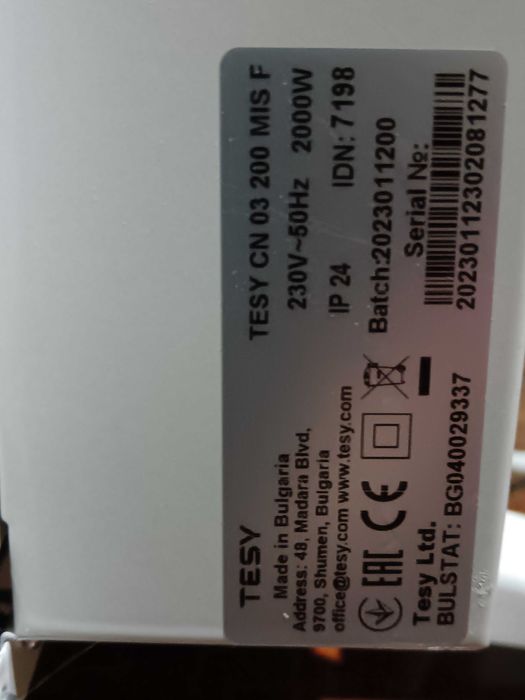 TESY
Made in Bulgaria
Address: 48, Madara Blvd,
9700, Shumen, Bulgaria
office@tesy.com www.tesy.com
EAC CE
Tesy Ltd.
BULSTAT: BG040029337
TESY CN 03 200 MIS F
230V~50Hz 2000W
IP 24 IDN: 7198
Batch:2023011200
Serial №:
202301123020812​77